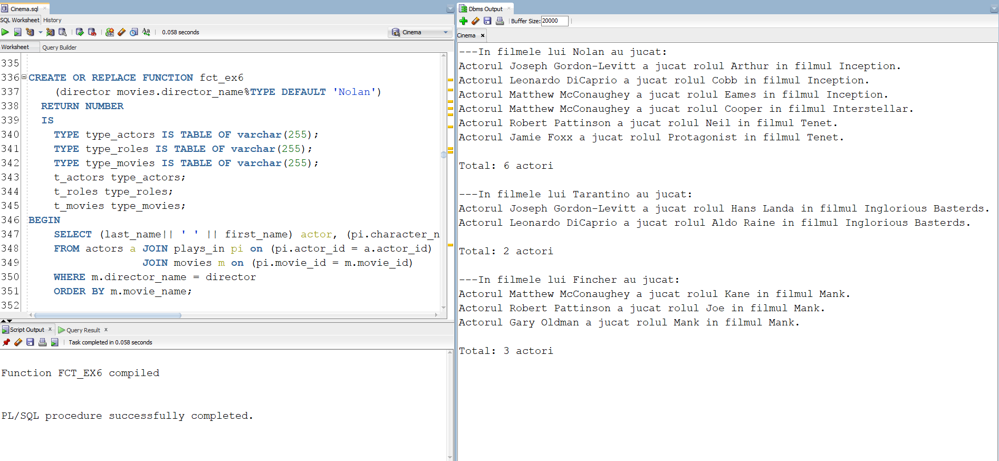 Cinema.sql
SQL Worksheet History
0.058 seconds
Cinema
Worksheet Query Builder
335
336 CREATE OR REPLACE FUNCTION fct_ex6
337 (director movies.director_name%TYPE DEFAULT 'Nolan')
338 RETURN NUMBER
339 IS
340 TYPE type_actors IS TABLE OF varchar(255);
341 TYPE type_roles IS TABLE OF varchar(255);
342 TYPE type_movies IS TABLE OF varchar(255);
343 t_actors type_actors;
344 t_roles type_roles;
345 t_movies type_movies;
346 BEGIN
347 SELECT (last_name|| ' ' || first_name) actor, (pi.character_n
348 FROM actors a JOIN plays_in pi on (pi.actor_id = a.actor_id)
349 JOIN movies m on (pi.movie_id = m.movie_id)
350 WHERE m.director_name = director
351 ORDER BY m.movie_name;
352
Script Output x Query Result x
Task completed in 0.058 seconds
Function FCT_EX6 compiled
PL/SQL procedure successfully completed.
Dbms Output
Buffer Size: 20000
Cinema x
---In filmele lui Nolan au jucat:
Actorul Joseph Gordon-Levitt a jucat rolul Arthur in filmul Inception.
Actorul Leonardo DiCaprio a jucat rolul Cobb in filmul Inception.
Actorul Matthew McConaughey a jucat rolul Eames in filmul Inception.
Actorul Matthew McConaughey a jucat rolul Cooper in filmul Interstellar.
Actorul Robert Pattinson a jucat rolul Neil in filmul Tenet.
Actorul Jamie Foxx a jucat rolul Protagonist in filmul Tenet.
Total: 6 actori
---In filmele lui Tarantino au jucat:
Actorul Joseph Gordon-Levitt a jucat rolul Hans Landa in filmul Inglorious Basterds.
Actorul Leonardo DiCaprio a jucat rolul Aldo Raine in filmul Inglorious Basterds.
Total: 2 actori
---In filmele lui Fincher au jucat:
Actorul Matthew McConaughey a jucat rolul Kane in filmul Mank.
Actorul Robert Pattinson a jucat rolul Joe in filmul Mank.
Actorul Gary Oldman a jucat rolul Mank in filmul Mank.
Total: 3 actori